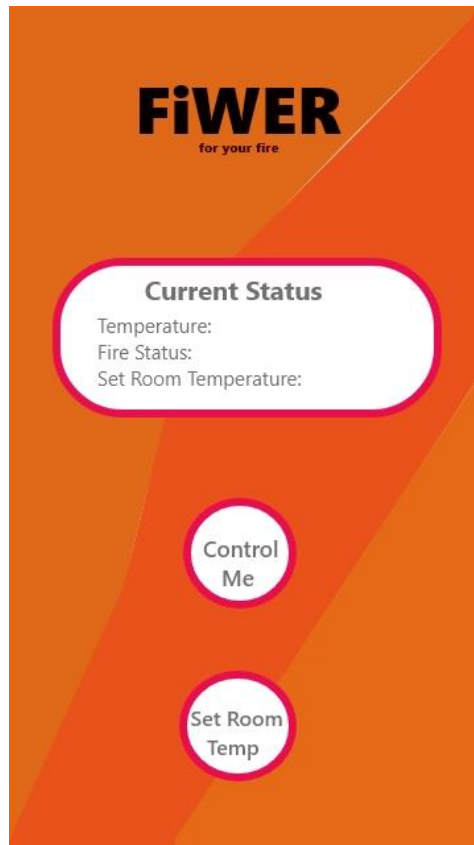 FiWER
for your fire
Current Status
Temperature:
Fire Status:
Set Room Temperature:
Control
Me
Set Room
Temp